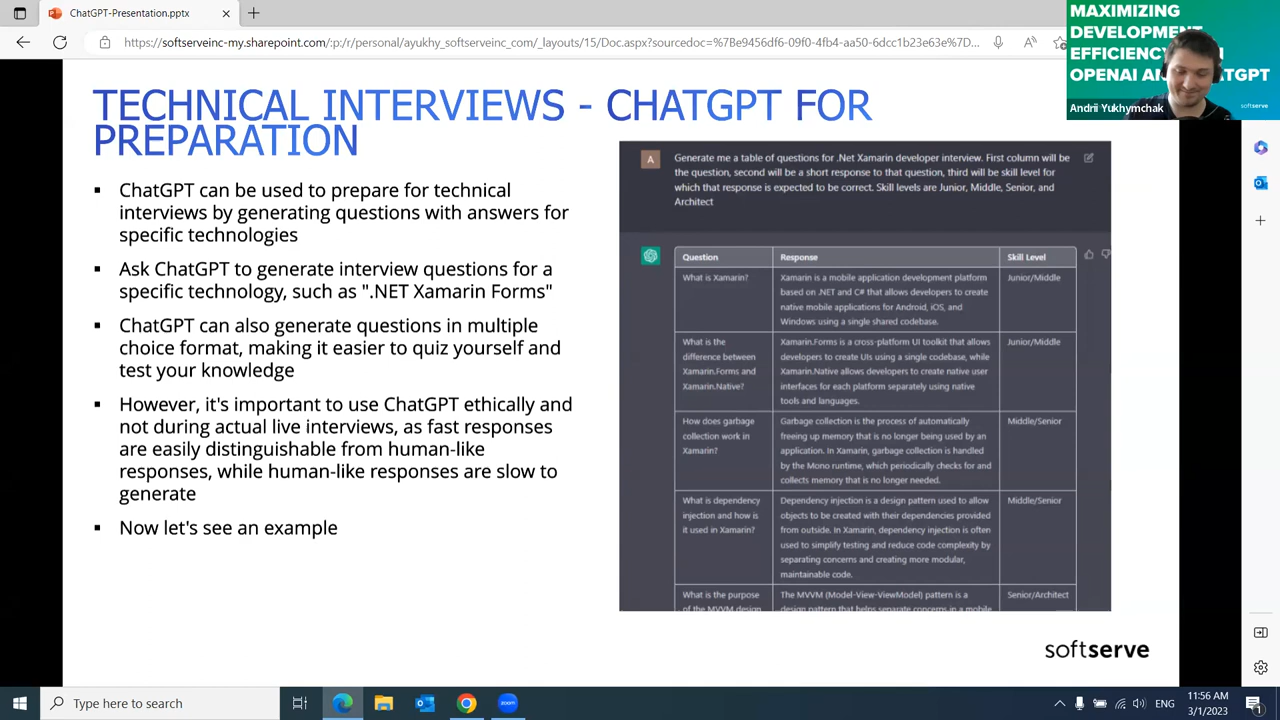 ChatGPT-Presentation.pptx
https://softserveinc-my.sharepoint.com/:p:/r/personal/ayukhy_softserveinc_com/_layouts/15/Doc.aspx?sourcedoc=%7Be9456df6-09f0-4fb4-aa50-6dcc1b23e63e%7D...
MAXIMIZING
DEVELOPMENT
EFFICIENCY
OPENAI AN
Andrii Yukhymchak
softserve
TECHNICAL INTERVIEWS - CHATGPT FOR
PREPARATION
▪ ChatGPT can be used to prepare for technical
interviews by generating questions with answers for
specific technologies
▪ Ask ChatGPT to generate interview questions for a
specific technology, such as ".NET Xamarin Forms"
▪ ChatGPT can also generate questions in multiple
choice format, making it easier to quiz yourself and
test your knowledge
▪ However, it's important to use ChatGPT ethically and
not during actual live interviews, as fast responses
are easily distinguishable from human-like
responses, while human-like responses are slow to
generate
▪ Now let's see an example
A
Generate me a table of questions for .Net Xamarin developer interview. First column will be
the question, second will be a short response to that question, third will be skill level for
which that response is expected to be correct. Skill levels are Junior, Middle, Senior, and
Architect
Question Response Skill Level
What is Xamarin?
Xamarin is a mobile application development platform
based on .NET and C# that allows developers to create
native mobile applications for Android, iOS, and
Windows using a single shared codebase.
Junior/Middle
What is the
difference between
Xamarin.Forms and
Xamarin.Native?
Xamarin.Forms is a cross-platform UI toolkit that allows
developers to create UIs using a single codebase, while
Xamarin.Native allows developers to create native user
interfaces for each platform separately using native
tools and languages.
Junior/Middle
How does garbage
collection work in
Xamarin?
Garbage collection is the process of automatically
freeing up memory that is no longer being used by an
application. In Xamarin, garbage collection is handled
by the Mono runtime, which periodically checks for and
collects memory that is no longer needed.
Middle/Senior
What is dependency
injection and how is
it used in Xamarin?
Dependency injection is a design pattern used to allow
objects to be created with their dependencies provided
from outside. In Xamarin, dependency injection is often
used to simplify testing and reduce code complexity by
separating concerns and creating more modular,
maintainable code.
Middle/Senior
What is the purpose
of the MVVM design
The MVVM (Model-View-ViewModel) pattern is a
design pattern that helps separate concerns in a mobile
Senior/Architect
softserve
Type here to search
zoom
ENG
11:56 AM
3/1/2023
1